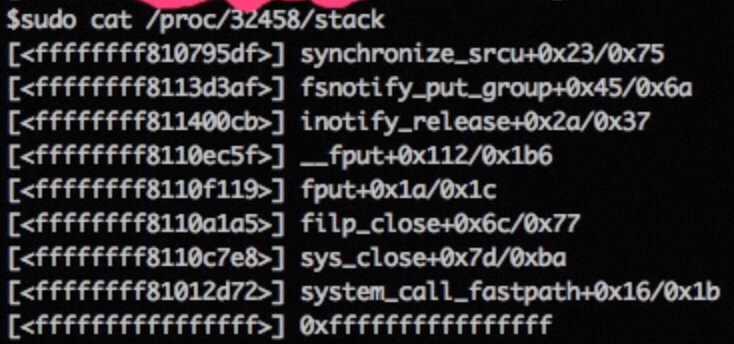 $sudo cat /proc/32458/stack
[<ffffffff810795df>] synchronize_srcu+0x23/0x75
[<ffffffff8113d3af>] fsnotify_put_group+0x45/0x6a
[<ffffffff811400cb>] inotify_release+0x2a/0x37
[<ffffffff8110ec5f>] __fput+0x112/0x1b6
[<ffffffff8110f119>] fput+0x1a/0x1c
[<ffffffff8110a1a5>] filp_close+0x6c/0x77
[<ffffffff8110c7e8>] sys_close+0x7d/0xba
[<ffffffff81012d72>] system_call_fastpath+0x16/0x1b
[<ffffffffffffffff>] 0xffffffffffffffff